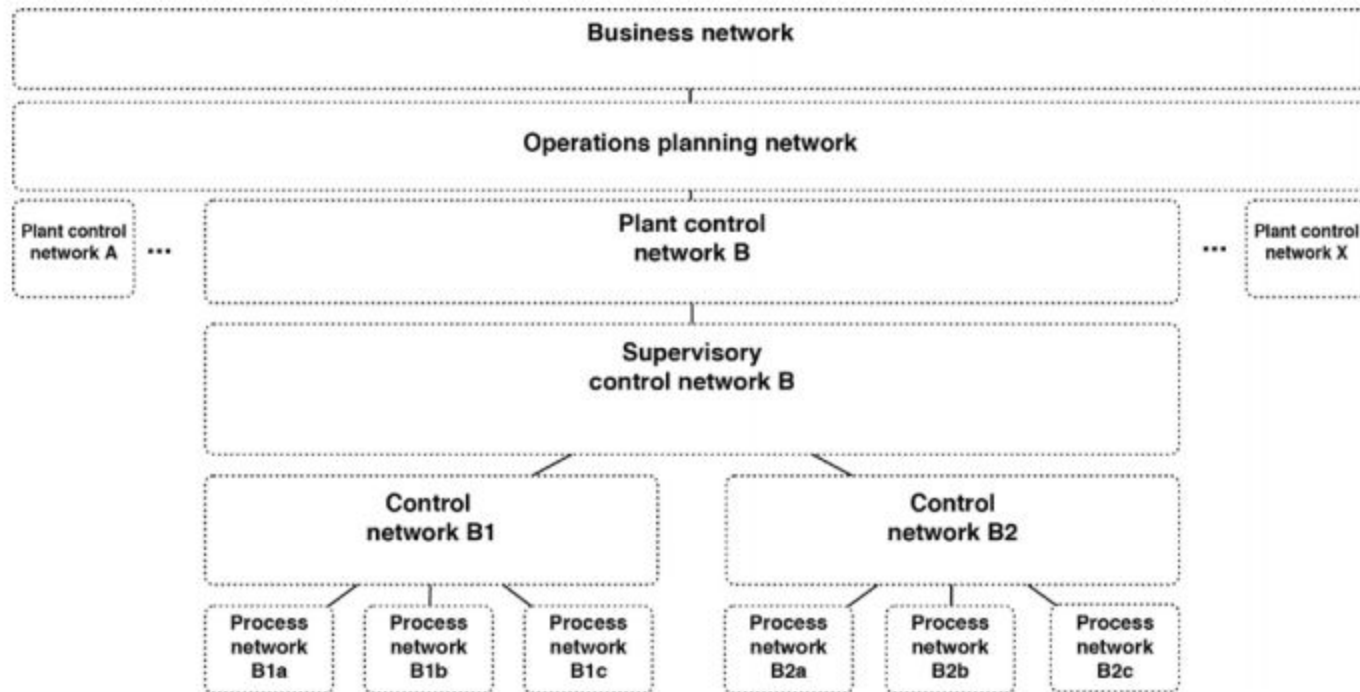 Business network
Operations planning network
Plant control
network A
...
Plant control
network B
...
Plant control
network X
Supervisory
control network B
Control
network B1
Control
network B2
Process
network
B1a
Process
network
B1b
Process
network
B1c
Process
network
B2a
Process
network
B2b
Process
network
B2c